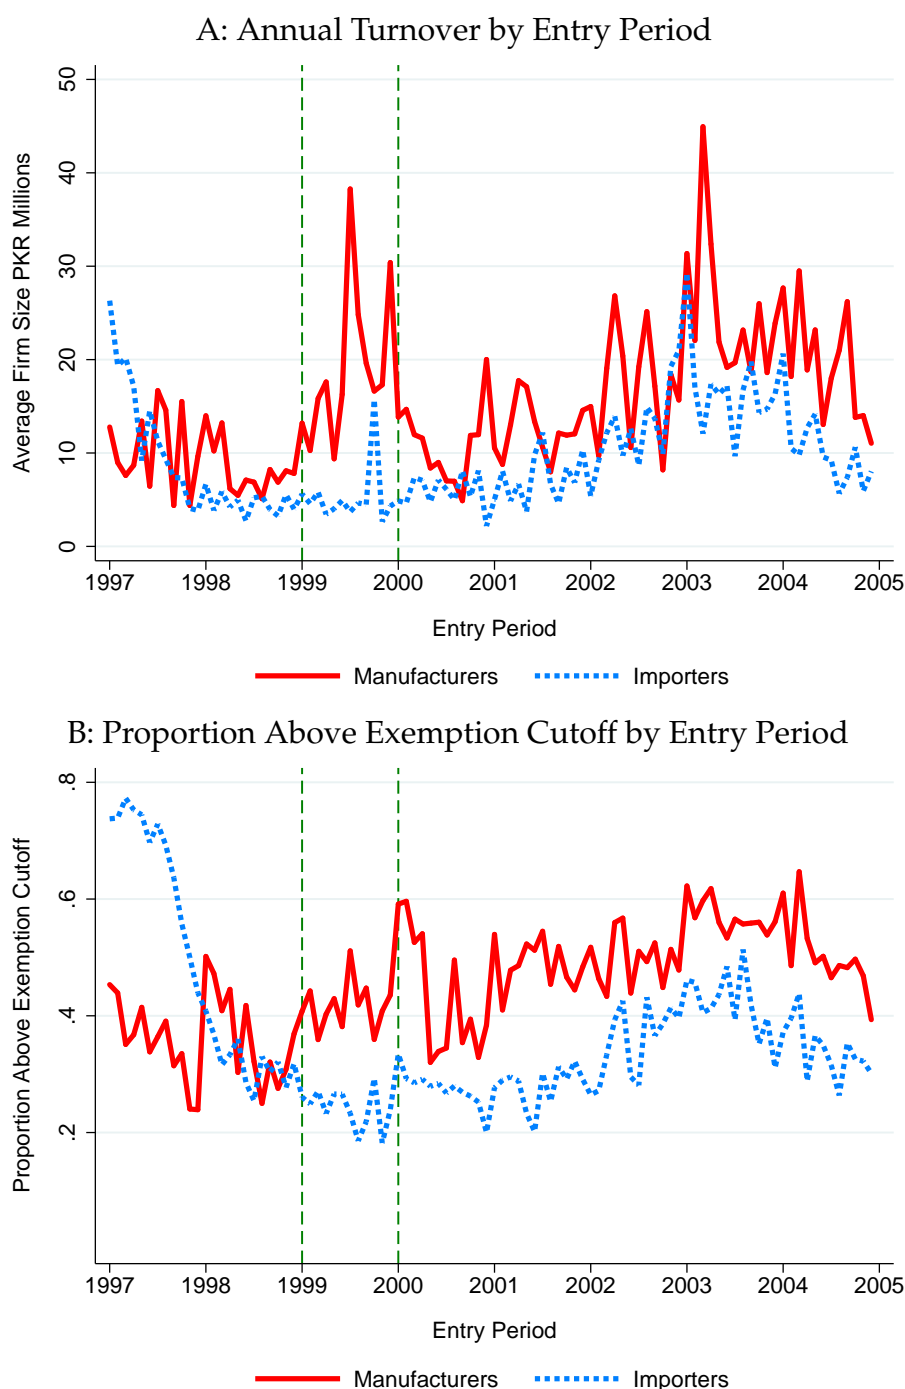 A: Annual Turnover by Entry Period
Average Firm Size PKR Millions
50
40
30
20
10
0
1997 1998 1999 2000 2001 2002 2003 2004 2005
Entry Period
Manufacturers Importers
B: Proportion Above Exemption Cutoff by Entry Period
Proportion Above Exemption Cutoff
.8
.6
.4
.2
1997 1998 1999 2000 2001 2002 2003 2004 2005
Entry Period
Manufacturers Importers